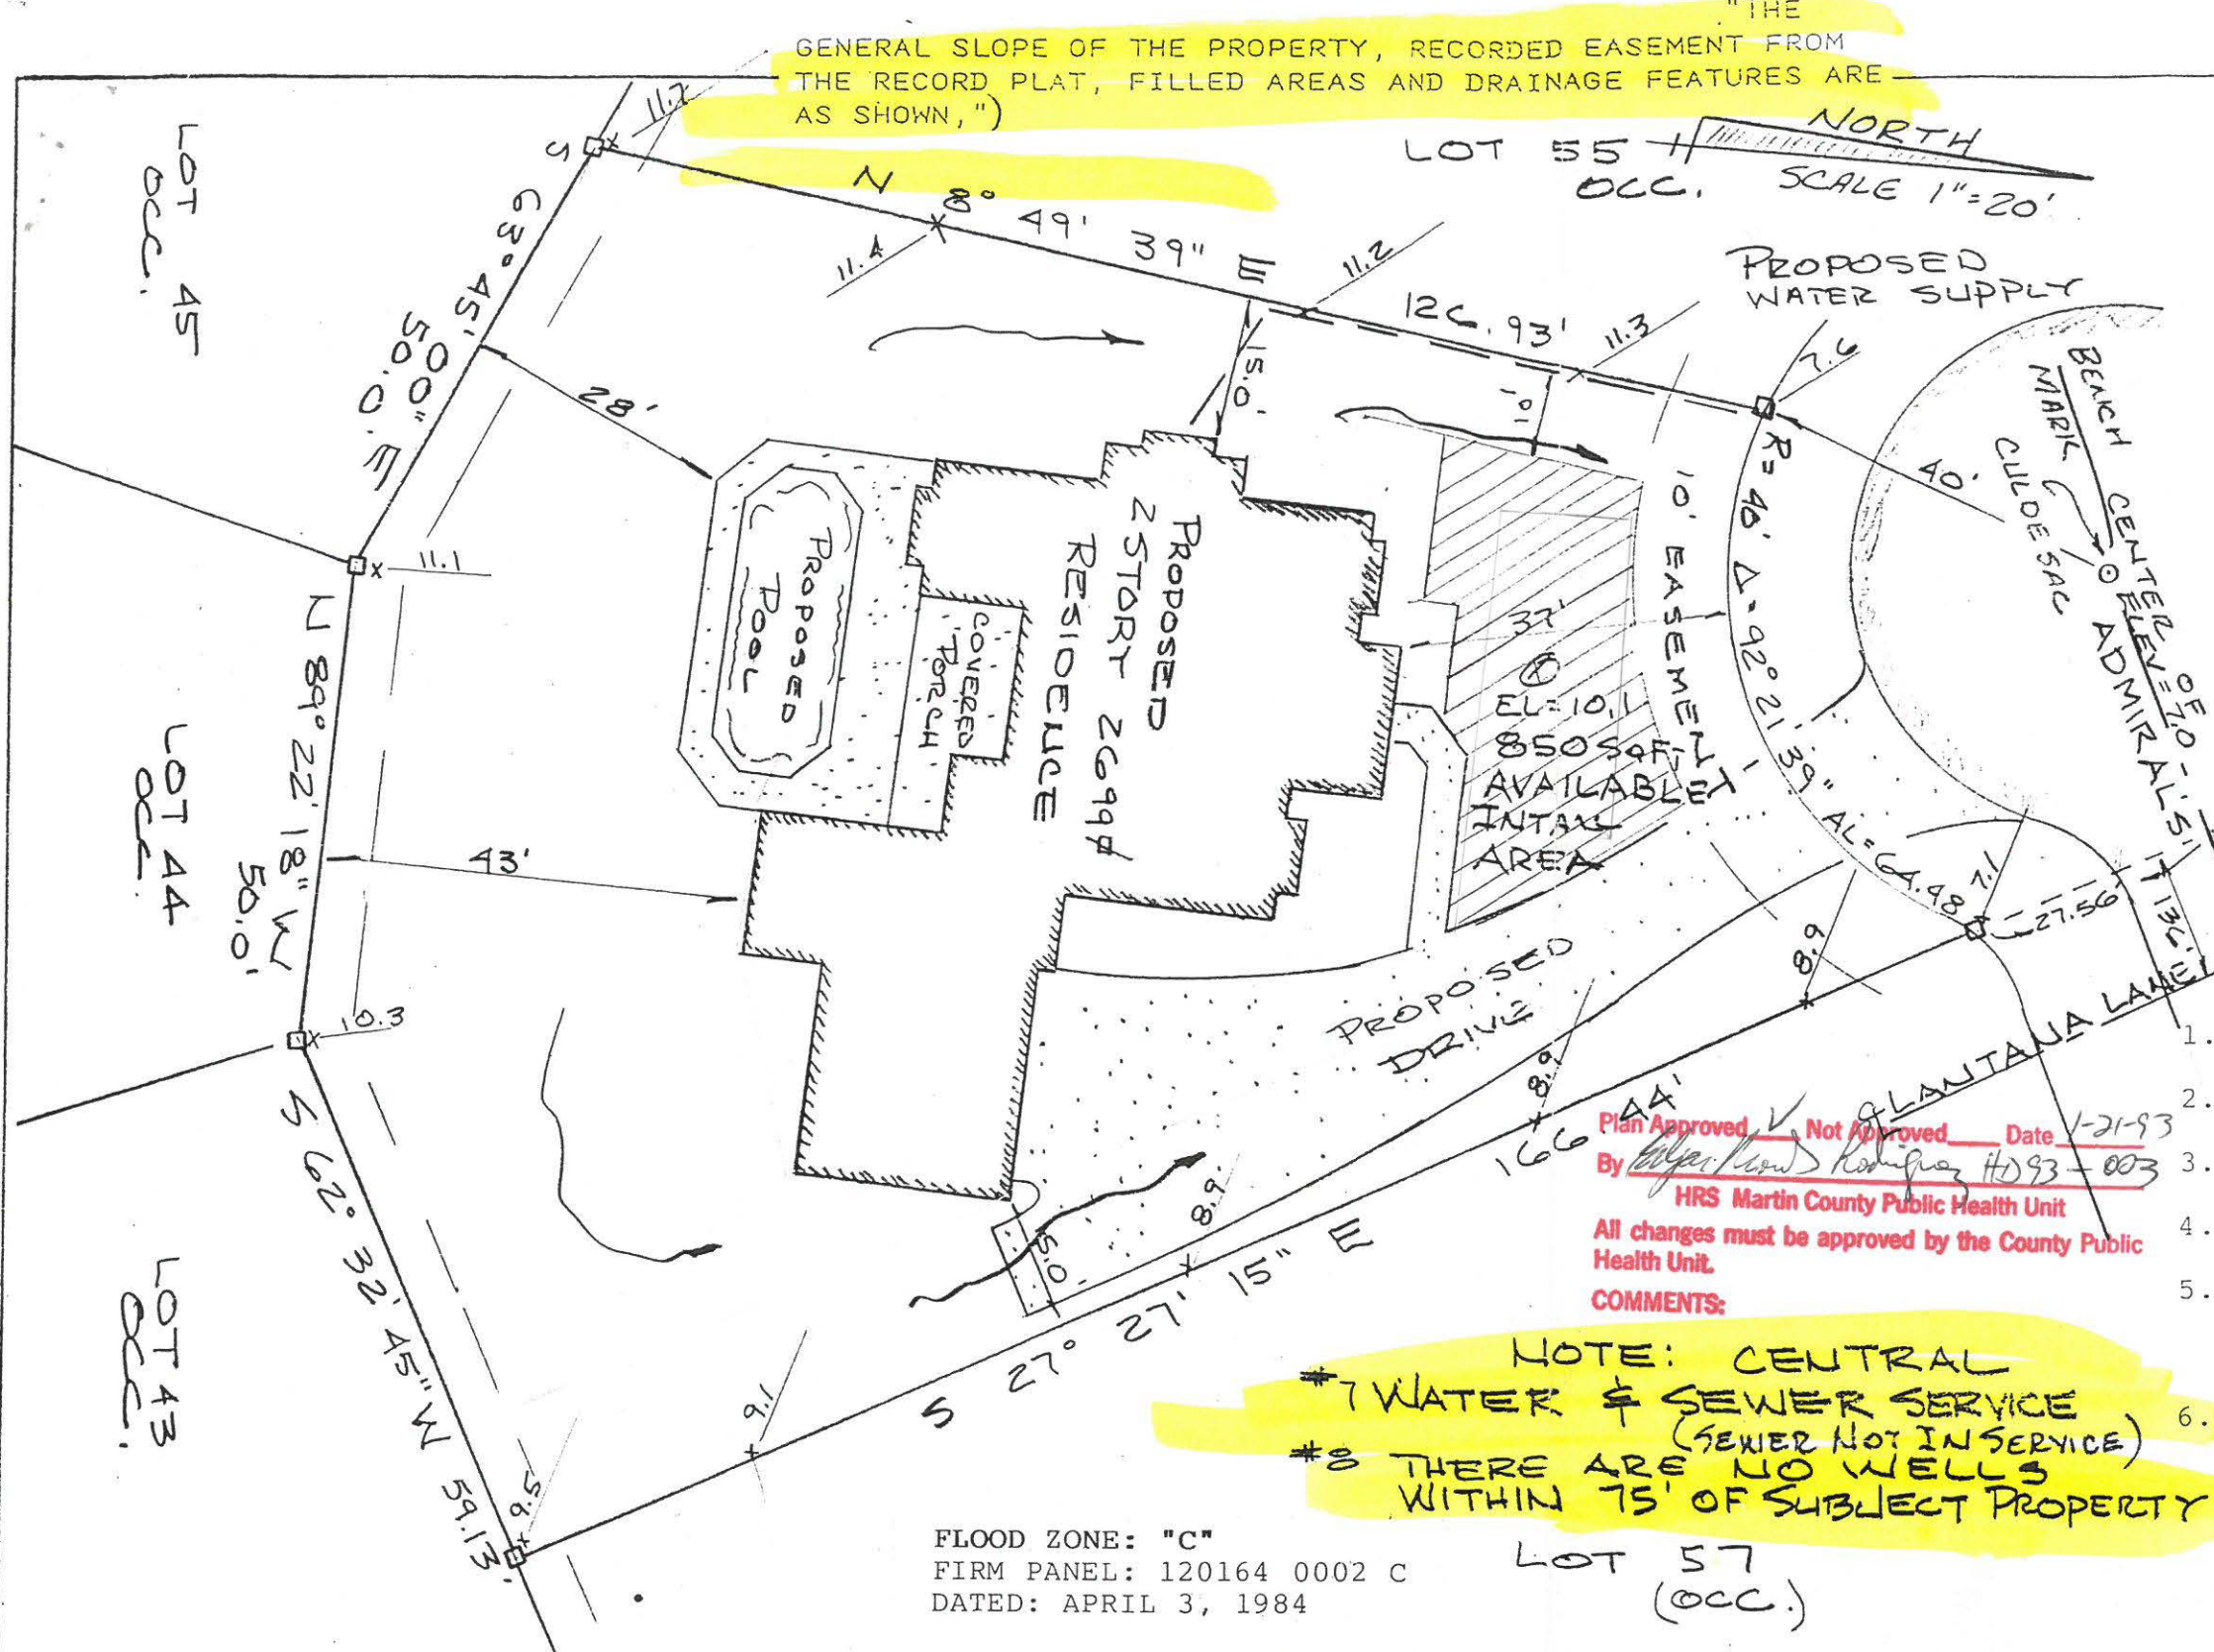 "THE
GENERAL SLOPE OF THE PROPERTY, RECORDED EASEMENT FROM
THE RECORD PLAT, FILLED AREAS AND DRAINAGE FEATURES ARE
AS SHOWN,")
NORTH
SCALE 1"=20'
LOT 55
OCC.
LOT 45
OCC.
11.7
S 63° 45' 00" E
50.0
N 8° 49' 39" E 126.93'
11.4
11.2
11.3
7.6
PROPOSED
WATER SUPPLY
BENCH
MARK
CENTER OF
CULDESAC
ELEV=7.0
ADMIRAL'S
40'
28'
15.0'
10'
11.1
PROPOSED
POOL
COVERED
PORCH
PROPOSED
2 STORY 2699
RESIDENCE
37'
EL=10.1
850 SQ FT
AVAILABLE
INTAN
AREA
10' EASEMENT
R=40' Δ=92° 21' 39" AL=64.48
7.1
27.56
136'
N 89° 22' 18" W
50.0'
LOT 44
OCC.
43'
10.3
PROPOSED
DRIVE
8.9
8.9
8.9
LANTANA LANE
S 27° 27' 15" E 166.44'
15.0
S 62° 32' 45" W 59.13'
LOT 43
OCC.
9.1
9.5
Plan Approved V Not Approved Date 1-21-93
By HD93-003
HRS Martin County Public Health Unit
All changes must be approved by the County Public
Health Unit.
COMMENTS:
1.
2.
3.
4.
5.
6.
NOTE: CENTRAL
#7 WATER & SEWER SERVICE
(SEWER NOT IN SERVICE)
#8 THERE ARE NO WELLS
WITHIN 75' OF SUBJECT PROPERTY
FLOOD ZONE: "C"
FIRM PANEL: 120164 0002 C
DATED: APRIL 3, 1984
LOT 57
(OCC.)